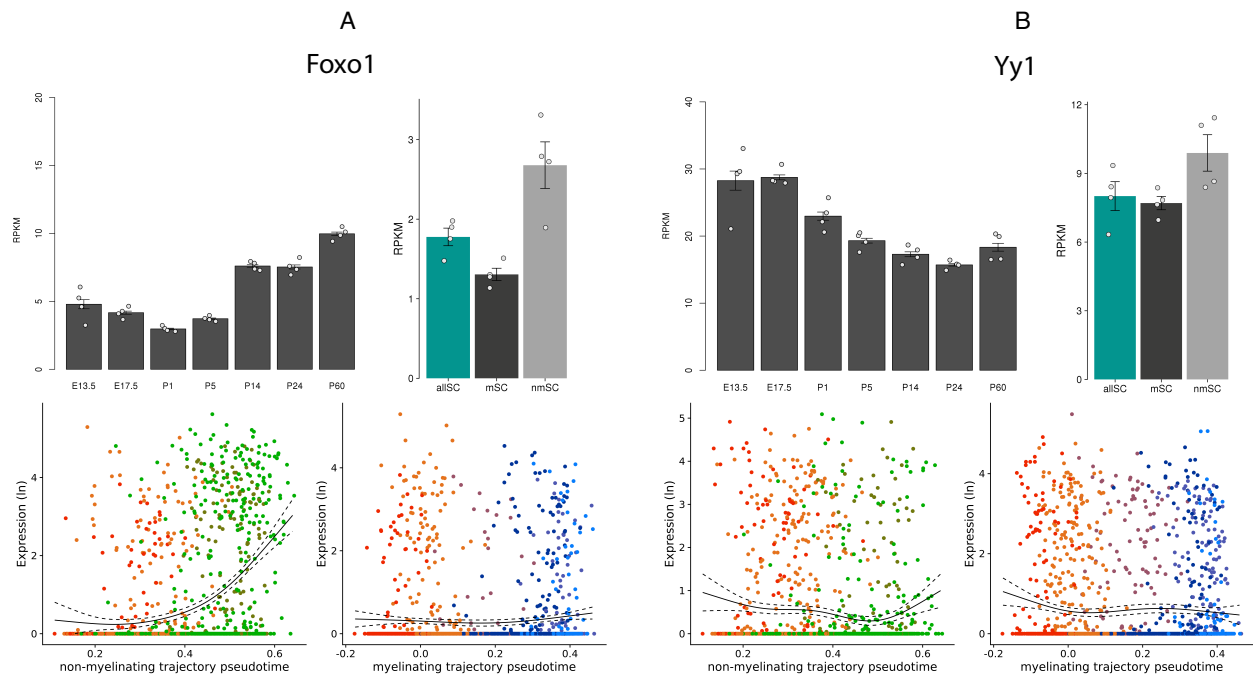 A
B
Foxo1
Yy1
20
15
10
5
0
RPKM
E13.5 E17.5 P1 P5 P14 P24 P60
3
2
1
0
RPKM
allSC mSC nmSC
40
30
20
10
0
RPKM
E13.5 E17.5 P1 P5 P14 P24 P60
12
9
6
3
0
RPKM
allSC mSC nmSC
4
2
0
Expression (ln)
0.2 0.4 0.6
non-myelinating trajectory pseudotime
4
2
0
Expression (ln)
-0.2 0.0 0.2 0.4
myelinating trajectory pseudotime
5
4
3
2
1
0
Expression (ln)
0.2 0.4 0.6
non-myelinating trajectory pseudotime
4
2
0
Expression (ln)
-0.2 0.0 0.2 0.4
myelinating trajectory pseudotime